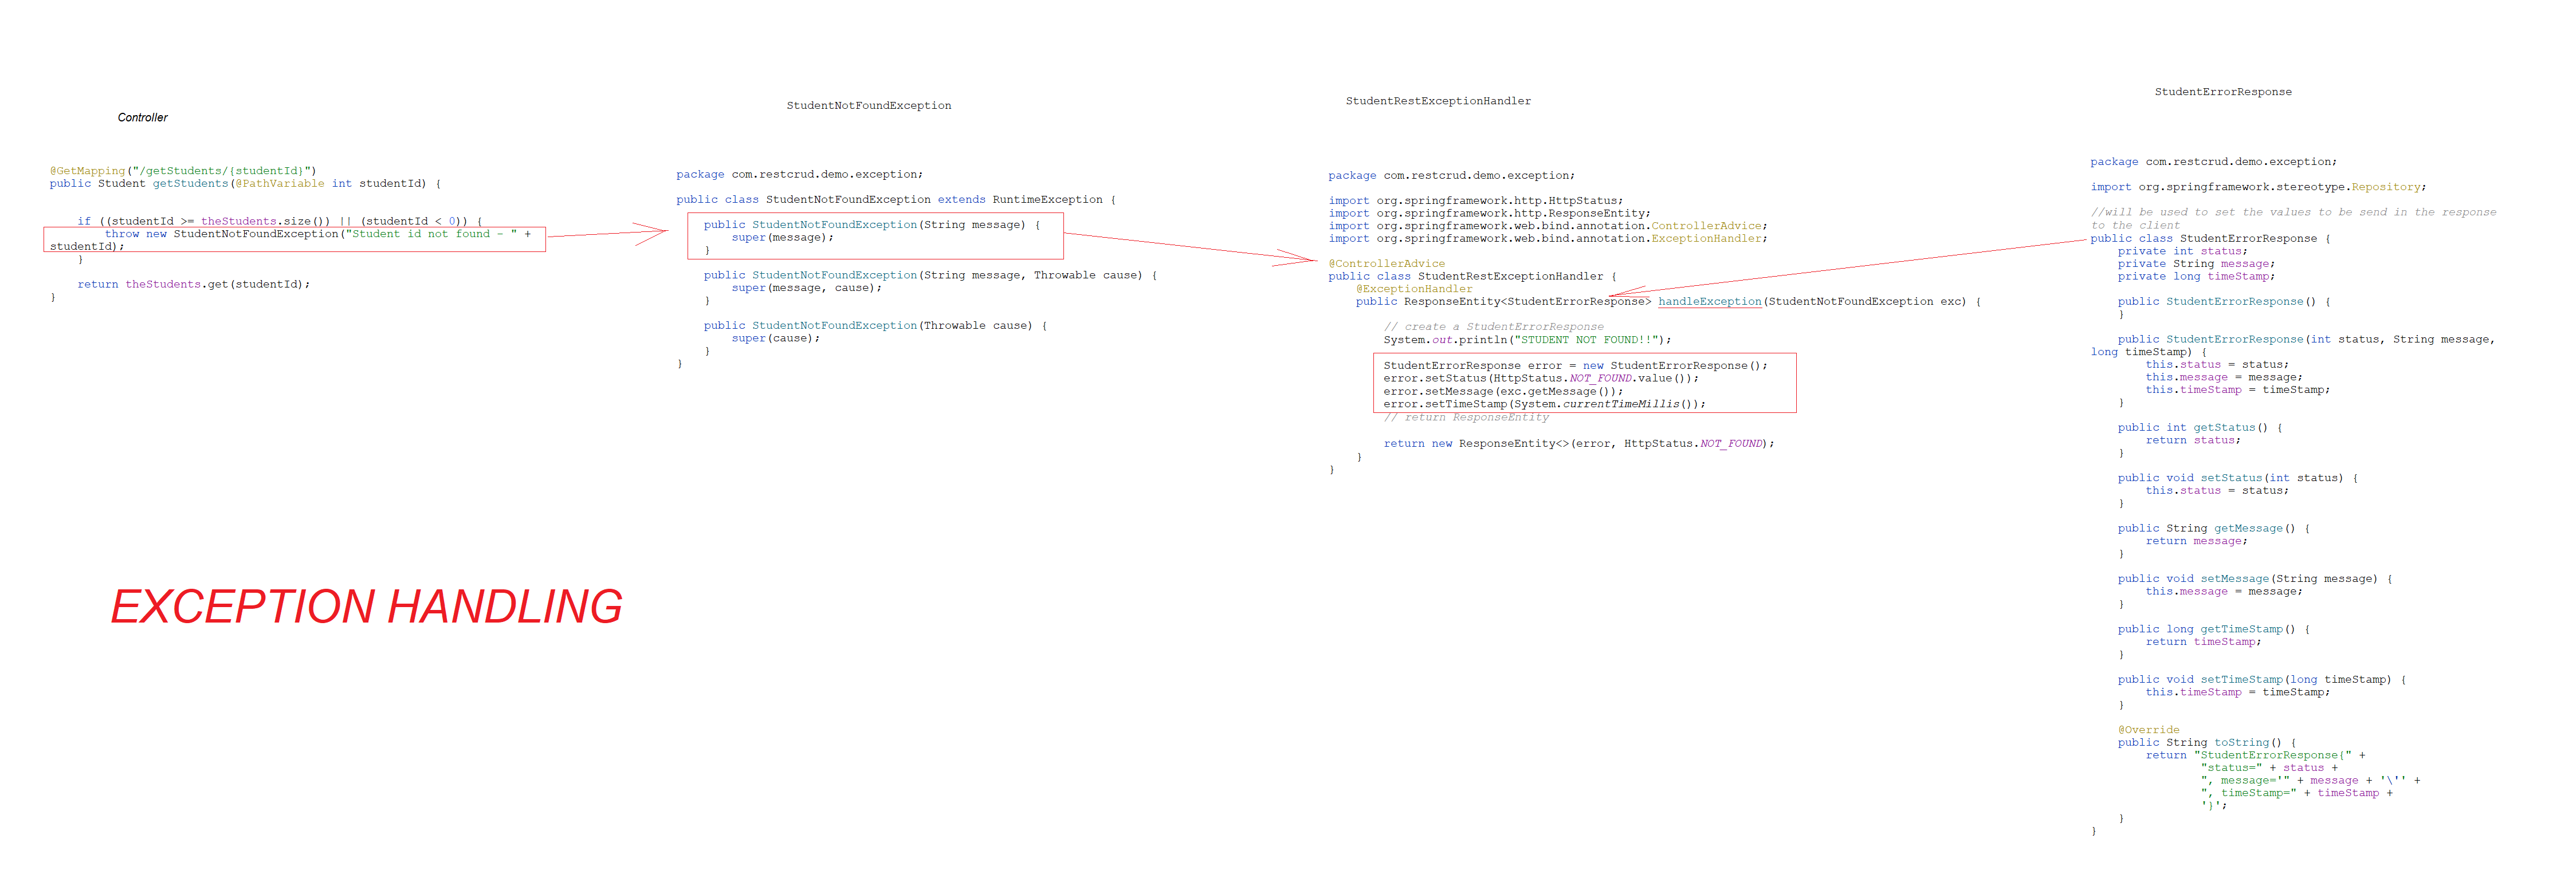 Controller
@GetMapping("/getStudents/{studentId}")
public Student getStudents(@PathVariable int studentId) {
if ((studentId >= theStudents.size()) || (studentId < 0)) {
throw new StudentNotFoundException("Student id not found - " +
studentId);
}
return theStudents.get(studentId);
}
EXCEPTION HANDLING
StudentNotFoundException
package com.restcrud.demo.exception;
public class StudentNotFoundException extends RuntimeException {
public StudentNotFoundException(String message) {
super(message);
}
public StudentNotFoundException(String message, Throwable cause) {
super(message, cause);
}
public StudentNotFoundException(Throwable cause) {
super(cause);
}
}
StudentRestExceptionHandler
package com.restcrud.demo.exception;
import org.springframework.http.HttpStatus;
import org.springframework.http.ResponseEntity;
import org.springframework.web.bind.annotation.ControllerAdvice;
import org.springframework.web.bind.annotation.ExceptionHandler;
@ControllerAdvice
public class StudentRestExceptionHandler {
@ExceptionHandler
public ResponseEntity<StudentErrorResponse> handleException(StudentNotFoundException exc) {
// create a StudentErrorResponse
System.out.println("STUDENT NOT FOUND!!");
StudentErrorResponse error = new StudentErrorResponse();
error.setStatus(HttpStatus.NOT_FOUND.value());
error.setMessage(exc.getMessage());
error.setTimeStamp(System.currentTimeMillis());
// return ResponseEntity
return new ResponseEntity<>(error, HttpStatus.NOT_FOUND);
}
}
StudentErrorResponse
package com.restcrud.demo.exception;
import org.springframework.stereotype.Repository;
//will be used to set the values to be send in the response
to the client
public class StudentErrorResponse {
private int status;
private String message;
private long timeStamp;
public StudentErrorResponse() {
}
public StudentErrorResponse(int status, String message,
long timeStamp) {
this.status = status;
this.message = message;
this.timeStamp = timeStamp;
}
public int getStatus() {
return status;
}
public void setStatus(int status) {
this.status = status;
}
public String getMessage() {
return message;
}
public void setMessage(String message) {
this.message = message;
}
public long getTimeStamp() {
return timeStamp;
}
public void setTimeStamp(long timeStamp) {
this.timeStamp = timeStamp;
}
@Override
public String toString() {
return "StudentErrorResponse{" +
"status=" + status +
", message='" + message + '\'' +
", timeStamp=" + timeStamp +
'}';
}
}